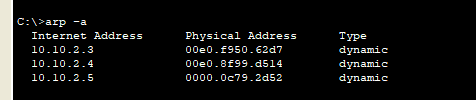 C:\>arp -a
Internet Address Physical Address Type
10.10.2.3 00e0.f950.62d7 dynamic
10.10.2.4 00e0.8f99.d514 dynamic
10.10.2.5 0000.0c79.2d52 dynamic